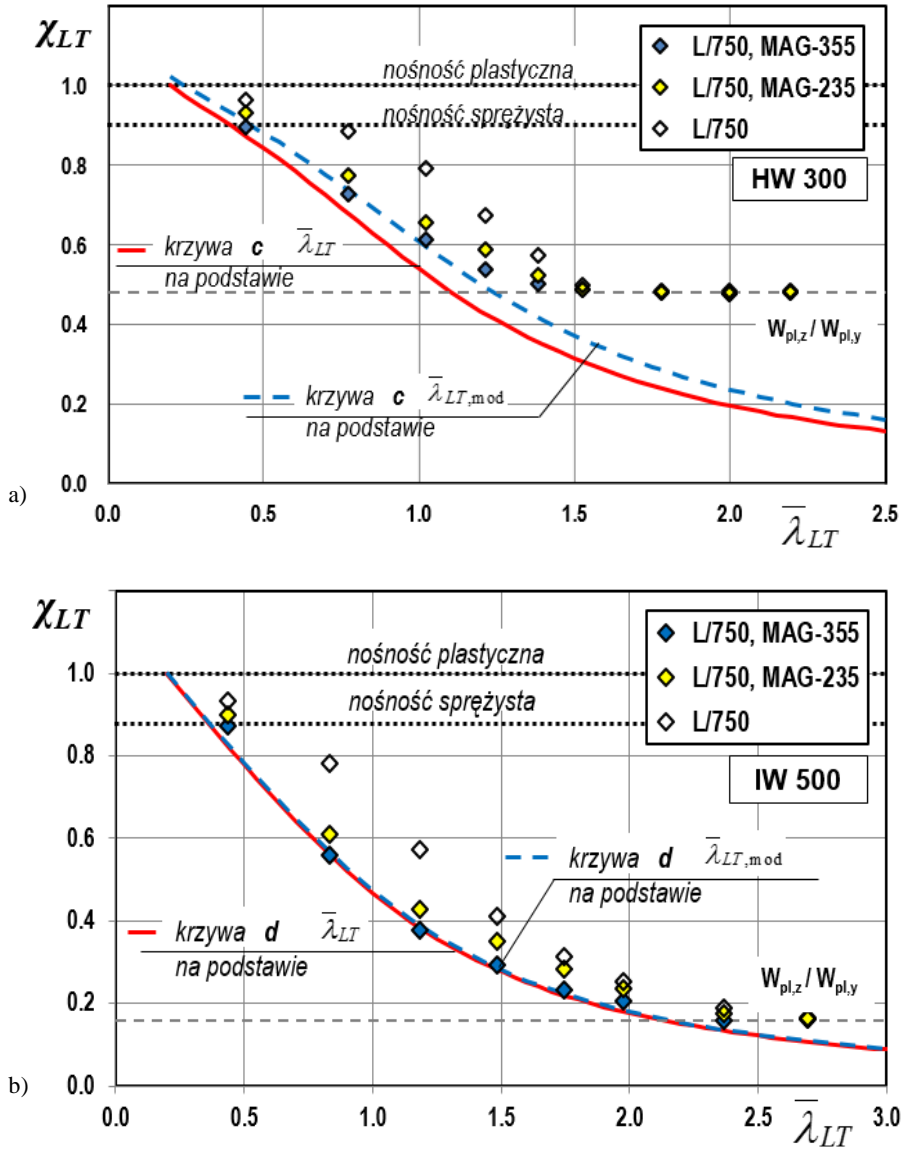 χLT
L/750, MAG-355
L/750, MAG-235
L/750
nośność plastyczna
nośność sprężysta
HW 300
krzywa c λ̅LT
na podstawie
Wpl,z / Wpl,y
krzywa c λ̅LT,mod
na podstawie
1.0
0.8
0.6
0.4
0.2
0.0
a)
0.0 0.5 1.0 1.5 2.0 2.5
λ̅LT
χLT
L/750, MAG-355
L/750, MAG-235
L/750
nośność plastyczna
nośność sprężysta
IW 500
krzywa d λ̅LT,mod
na podstawie
krzywa d λ̅LT
na podstawie
Wpl,z / Wpl,y
1.0
0.8
0.6
0.4
0.2
0.0
b)
0.0 0.5 1.0 1.5 2.0 2.5 3.0
λ̅LT